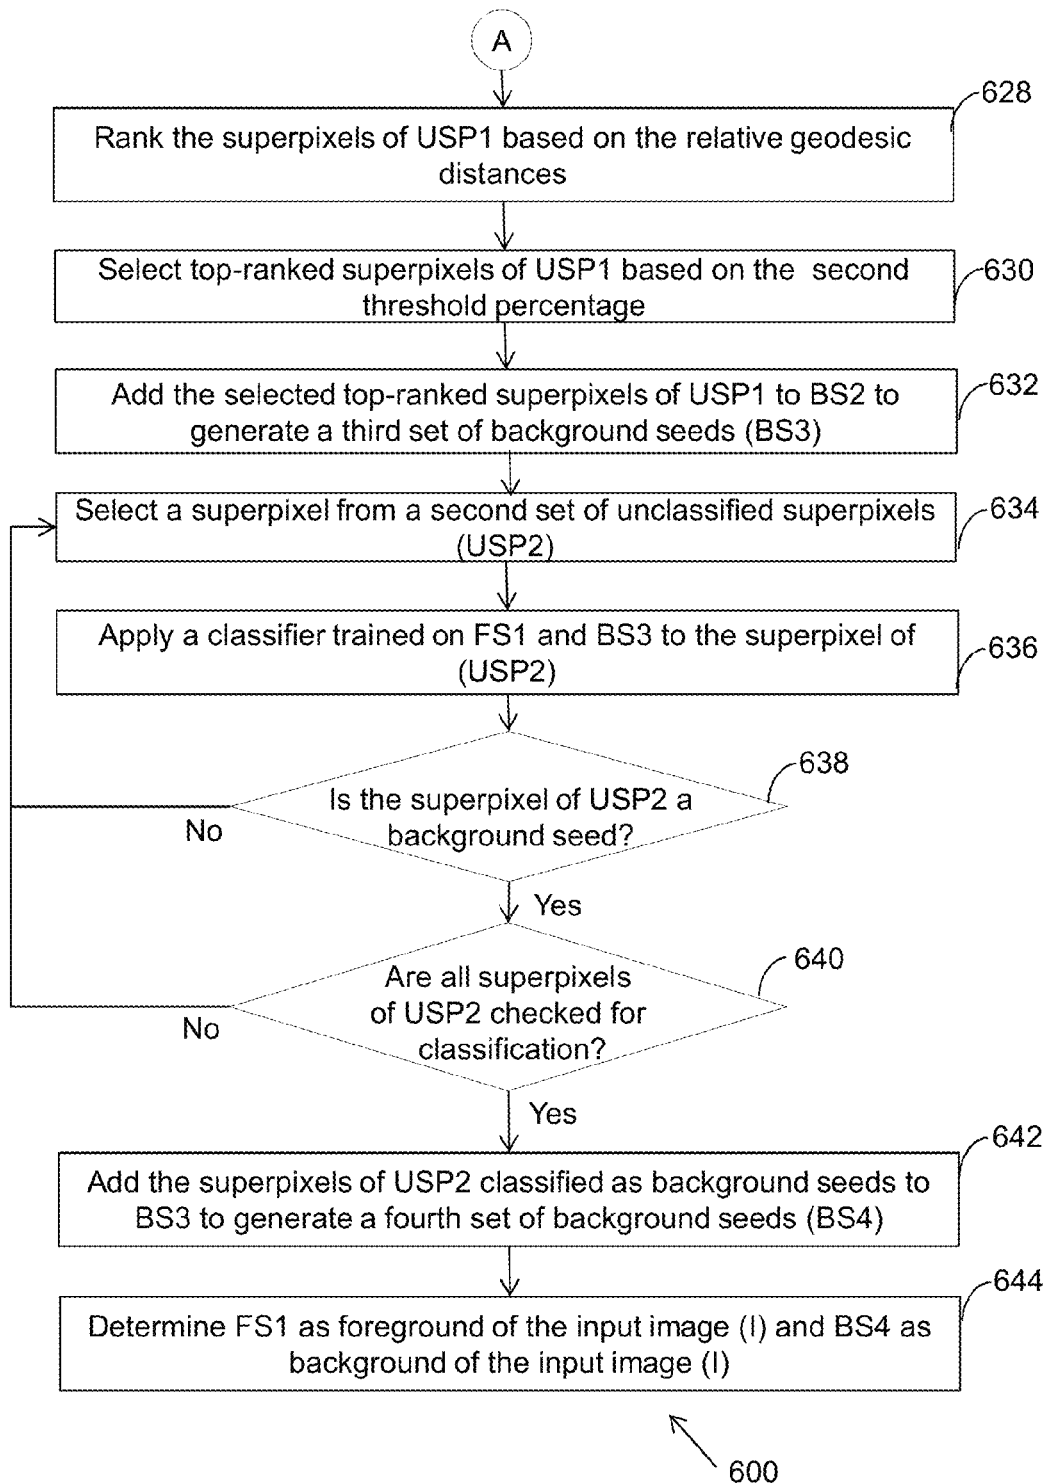 A
628
Rank the superpixels of USP1 based on the relative geodesic
distances
Select top-ranked superpixels of USP1 based on the second
threshold percentage
630
Add the selected top-ranked superpixels of USP1 to BS2 to
generate a third set of background seeds (BS3)
632
Select a superpixel from a second set of unclassified superpixels
(USP2)
634
Apply a classifier trained on FS1 and BS3 to the superpixel of
(USP2)
636
638
Is the superpixel of USP2 a
background seed?
No
Yes
640
Are all superpixels
of USP2 checked for
classification?
No
Yes
642
Add the superpixels of USP2 classified as background seeds to
BS3 to generate a fourth set of background seeds (BS4)
644
Determine FS1 as foreground of the input image (I) and BS4 as
background of the input image (I)
600